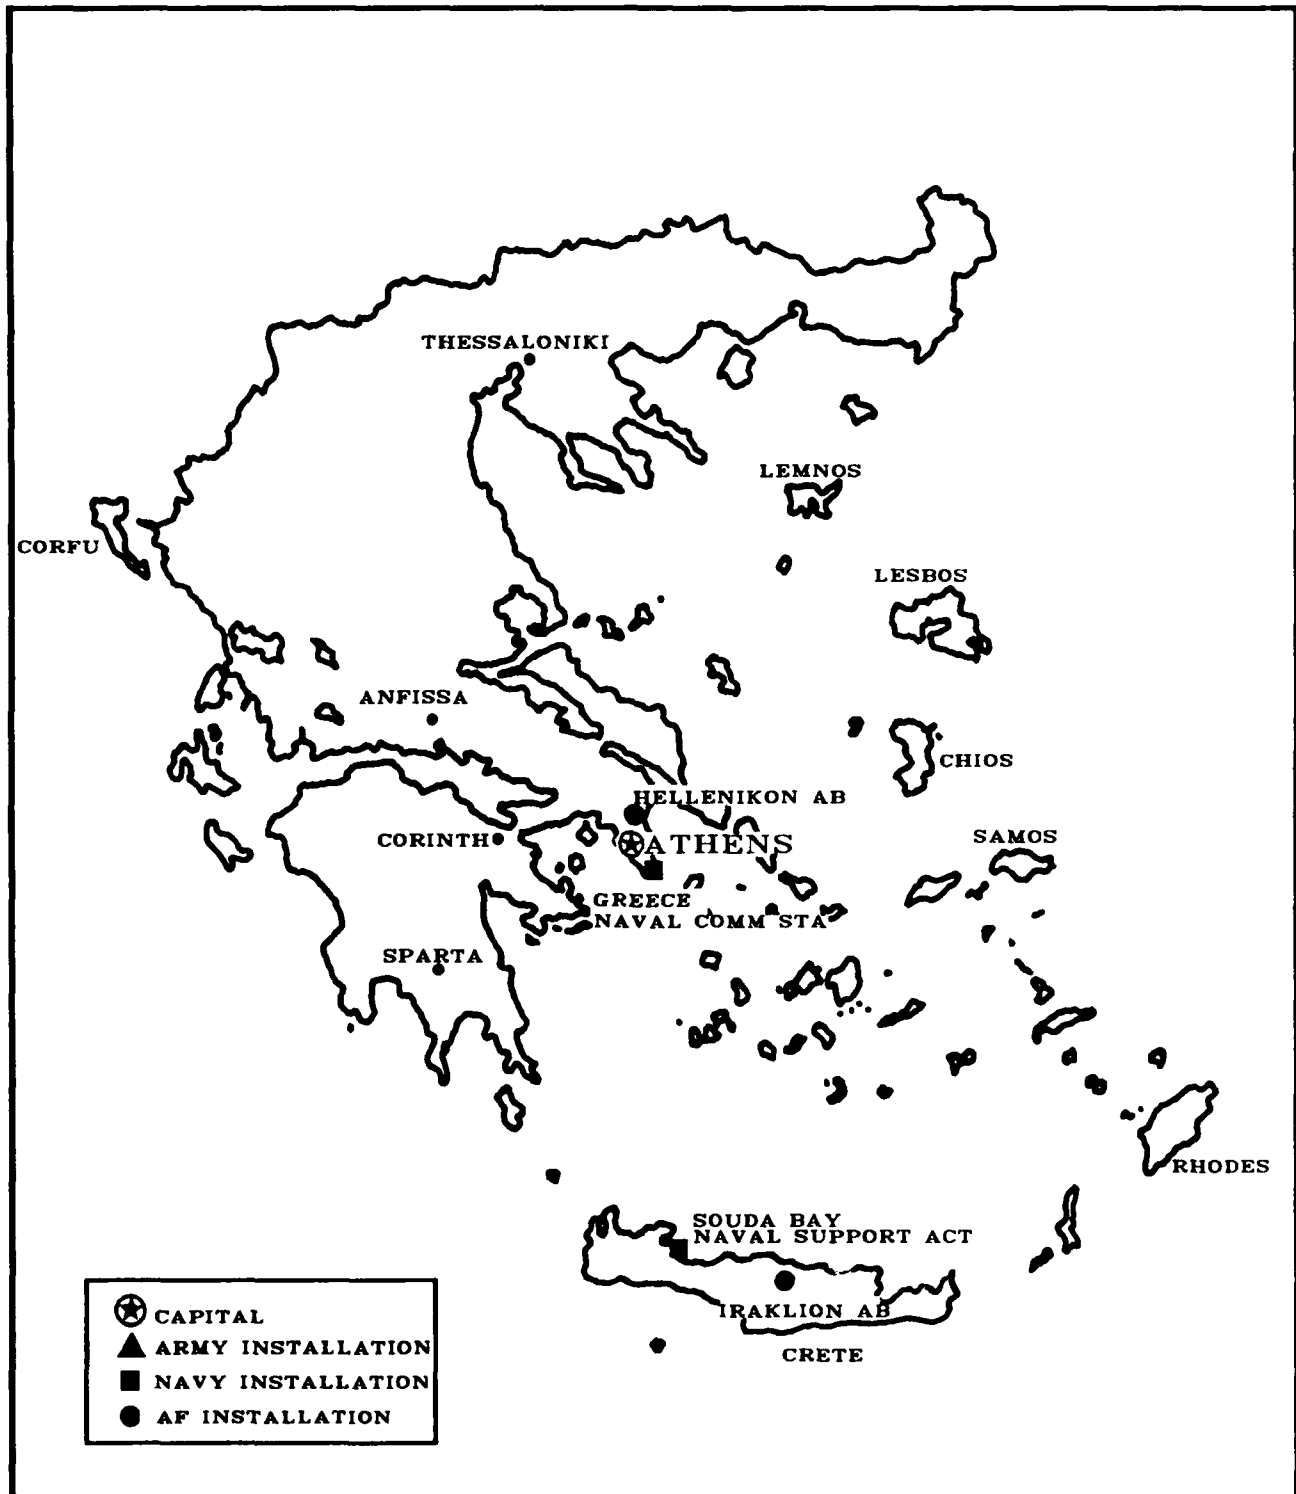 THESSALONIKI
LEMNOS
CORFU
LESBOS
ANFISSA
CHIOS
HELLENIKON AB
CORINTH
ATHENS
SAMOS
GREECE
NAVAL COMM STA
SPARTA
RHODES
SOUDA BAY
NAVAL SUPPORT ACT
IRAKLION AB
CRETE
CAPITAL
ARMY INSTALLATION
NAVY INSTALLATION
AF INSTALLATION